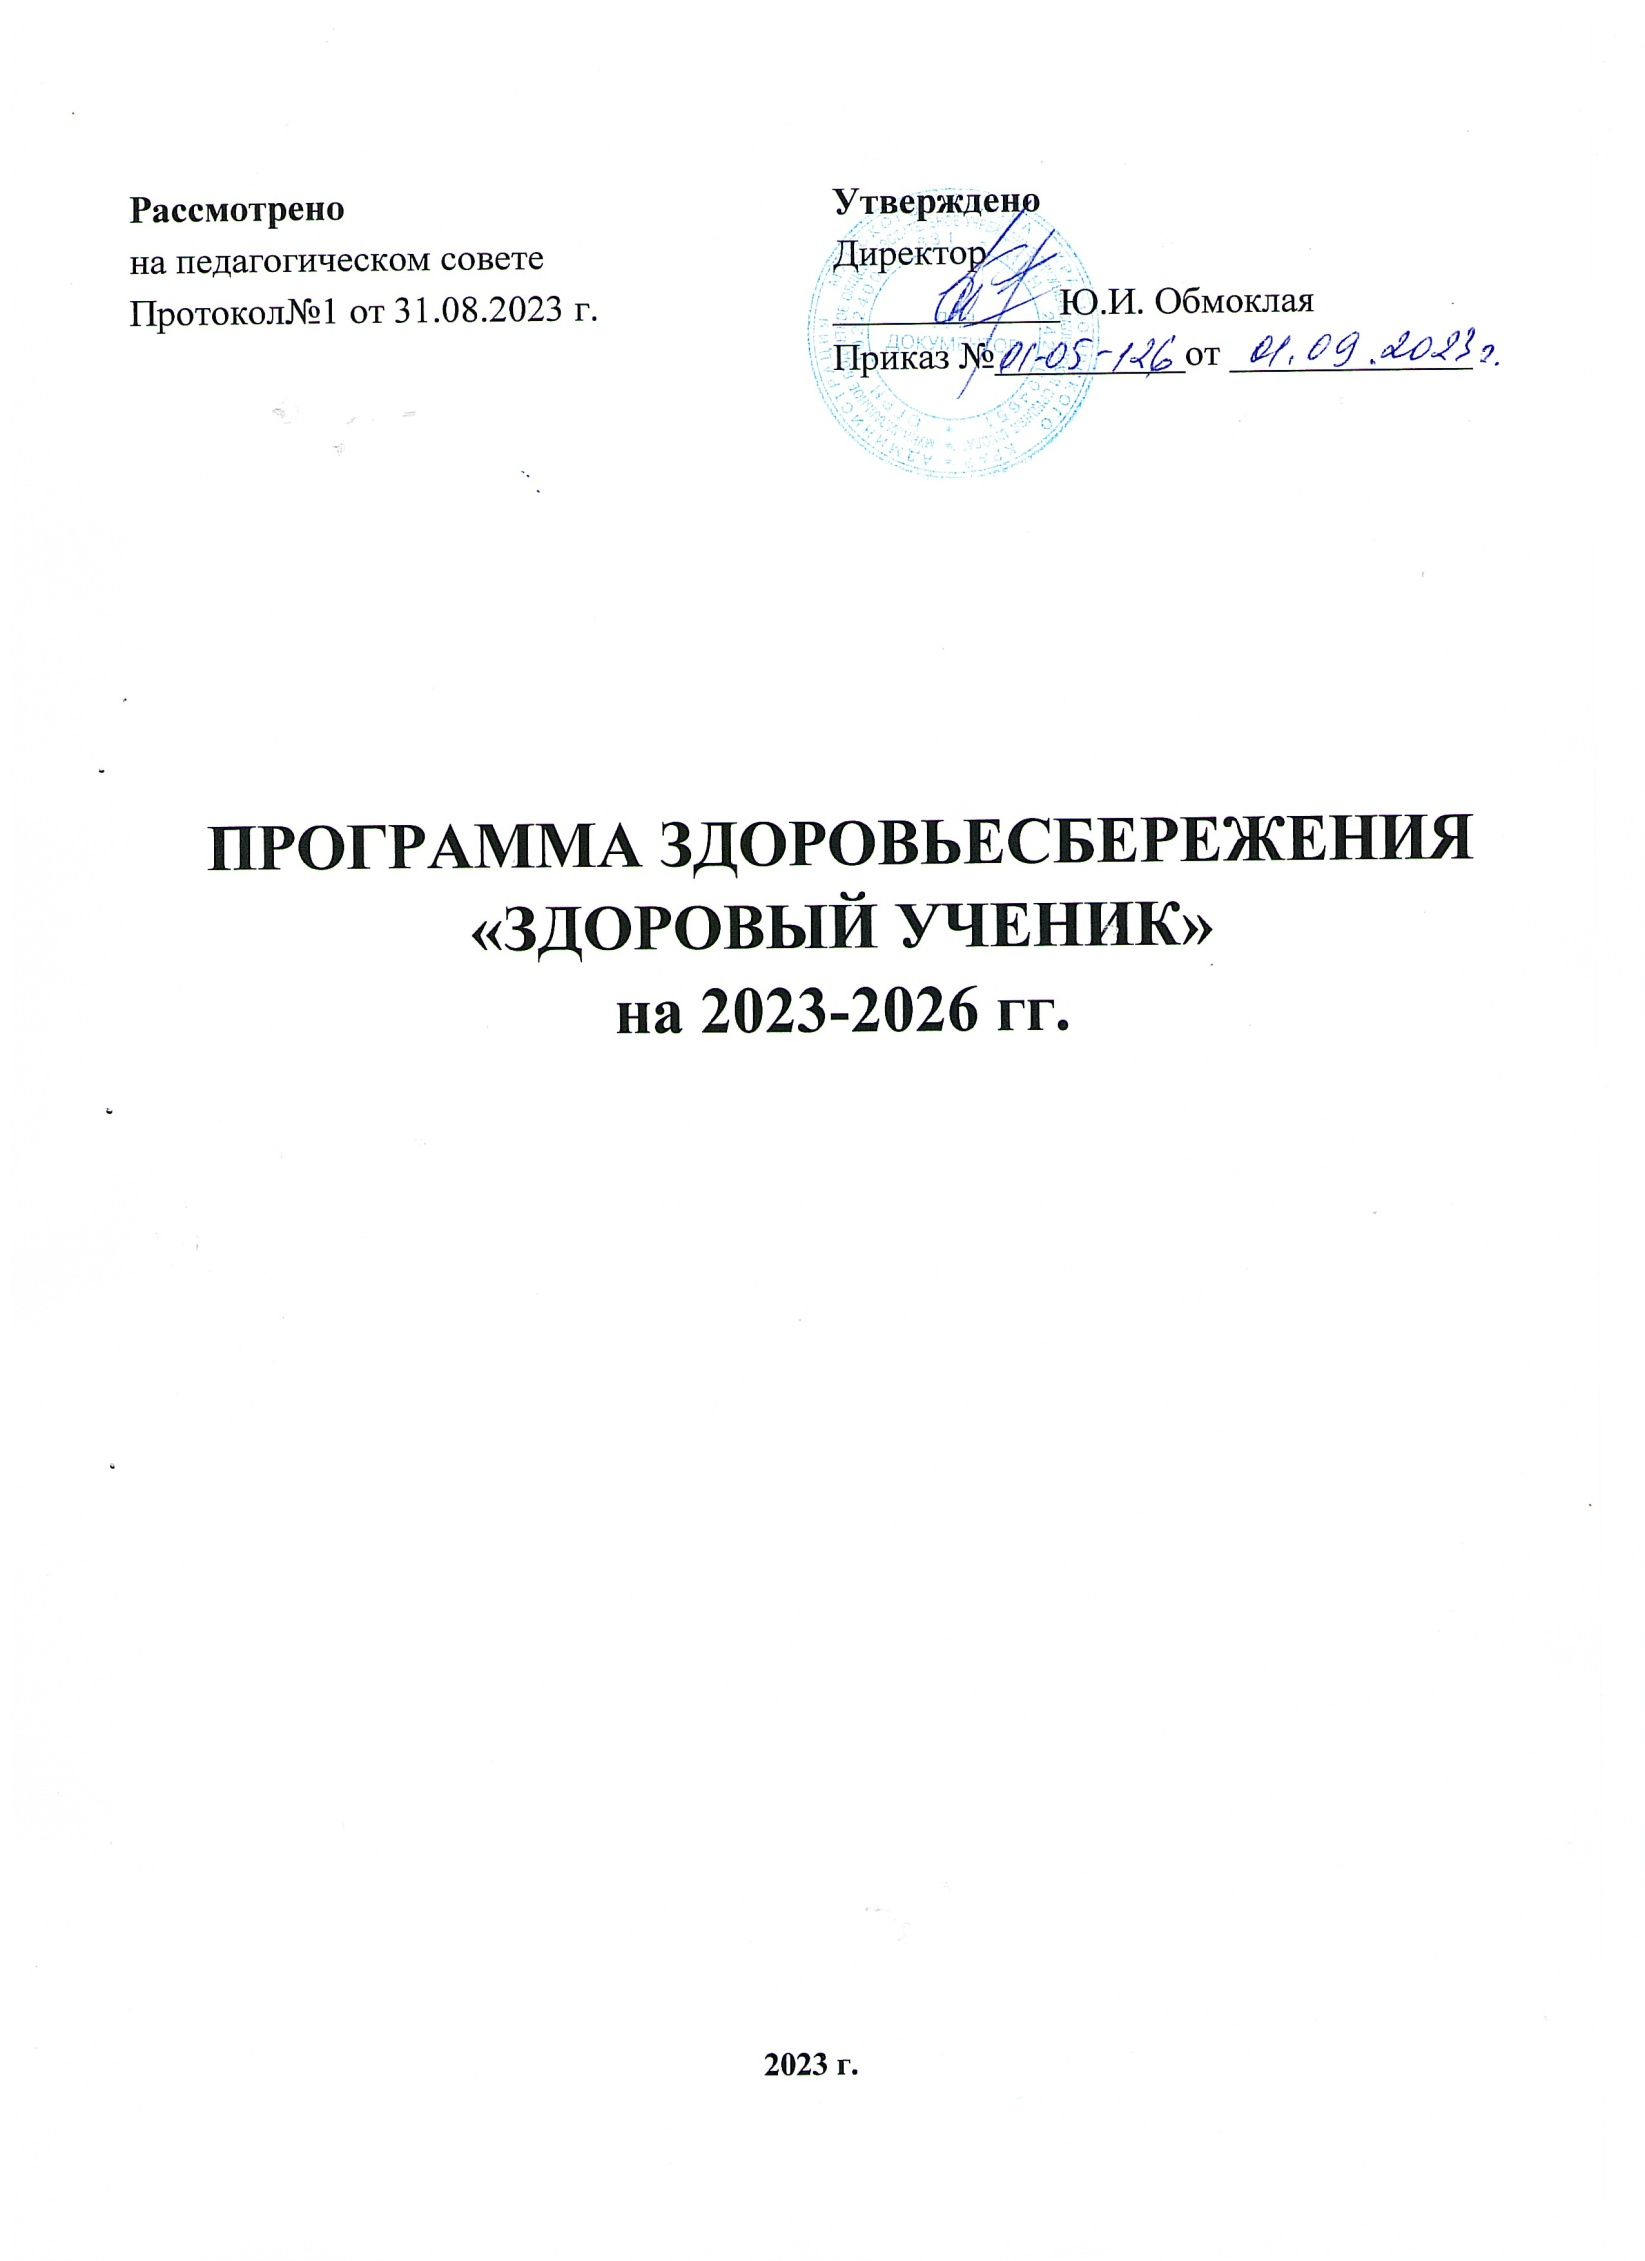 Рассмотрено
на педагогическом совете
Протокол№1 от 31.08.2023 г.
Утверждено
Директор
Ю.И. Обмоклая
Приказ № 01-05-126 от 01.09.2023 г.
ДОКУМЕНТОВ
ПРОГРАММА ЗДОРОВЬЕСБЕРЕЖЕНИЯ
«ЗДОРОВЫЙ УЧЕНИК»
на 2023-2026 гг.
2023 г.